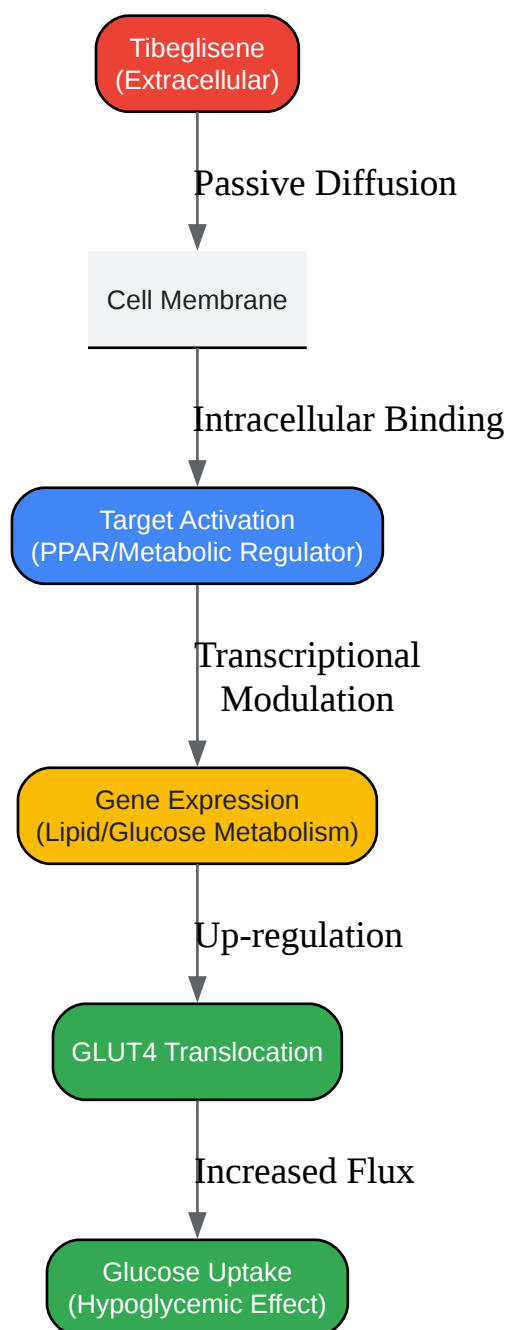 Tibeglisene
(Extracellular)
Passive Diffusion
Cell Membrane
Intracellular Binding
Target Activation
(PPAR/Metabolic Regulator)
Transcriptional
Modulation
Gene Expression
(Lipid/Glucose Metabolism)
Up-regulation
GLUT4 Translocation
Increased Flux
Glucose Uptake
(Hypoglycemic Effect)